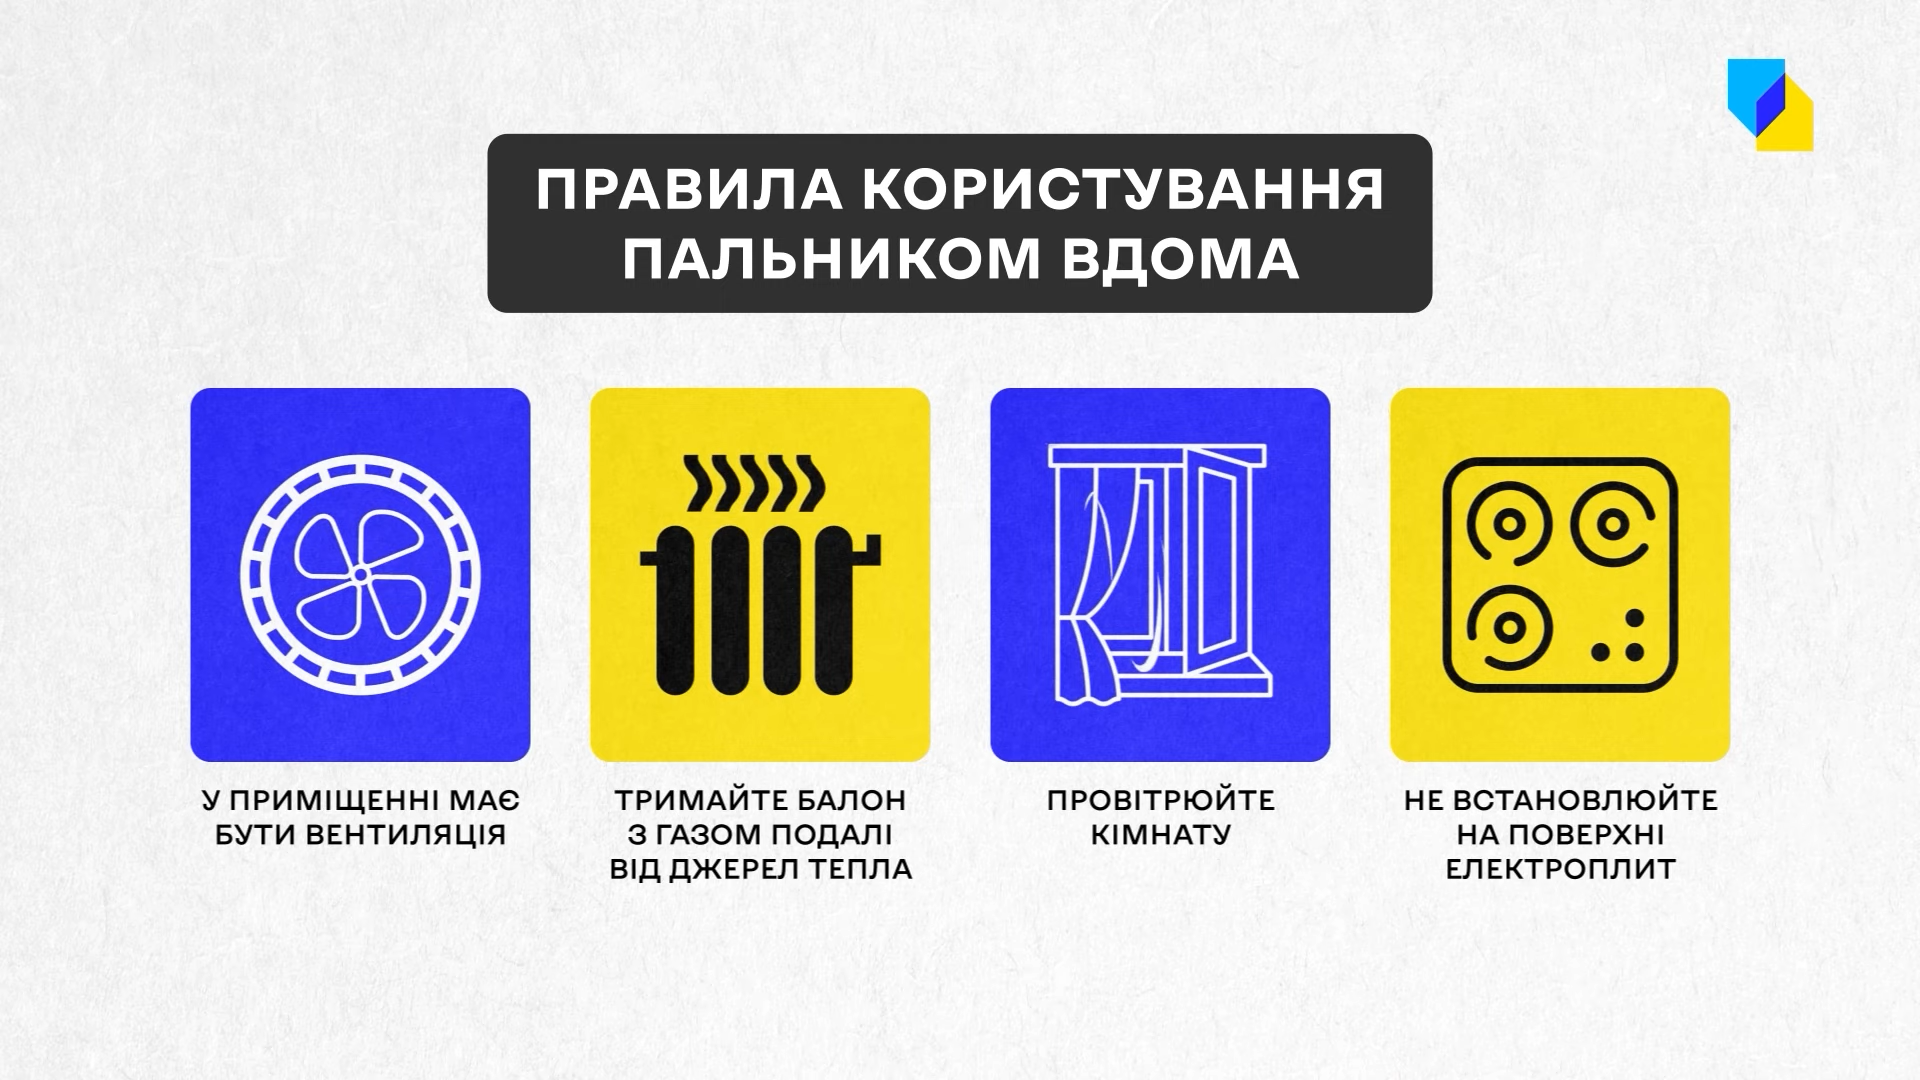 ПРАВИЛА КОРИСТУВАННЯ
ПАЛЬНИКОМ ВДОМА
У ПРИМІЩЕННІ МАЄ
БУТИ ВЕНТИЛЯЦІЯ
ТРИМАЙТЕ БАЛОН
З ГАЗОМ ПОДАЛІ
ВІД ДЖЕРЕЛ ТЕПЛА
ПРОВІТРЮЙТЕ
КІМНАТУ
НЕ ВСТАНОВЛЮЙТЕ
НА ПОВЕРХНІ
ЕЛЕКТРОПЛИТ